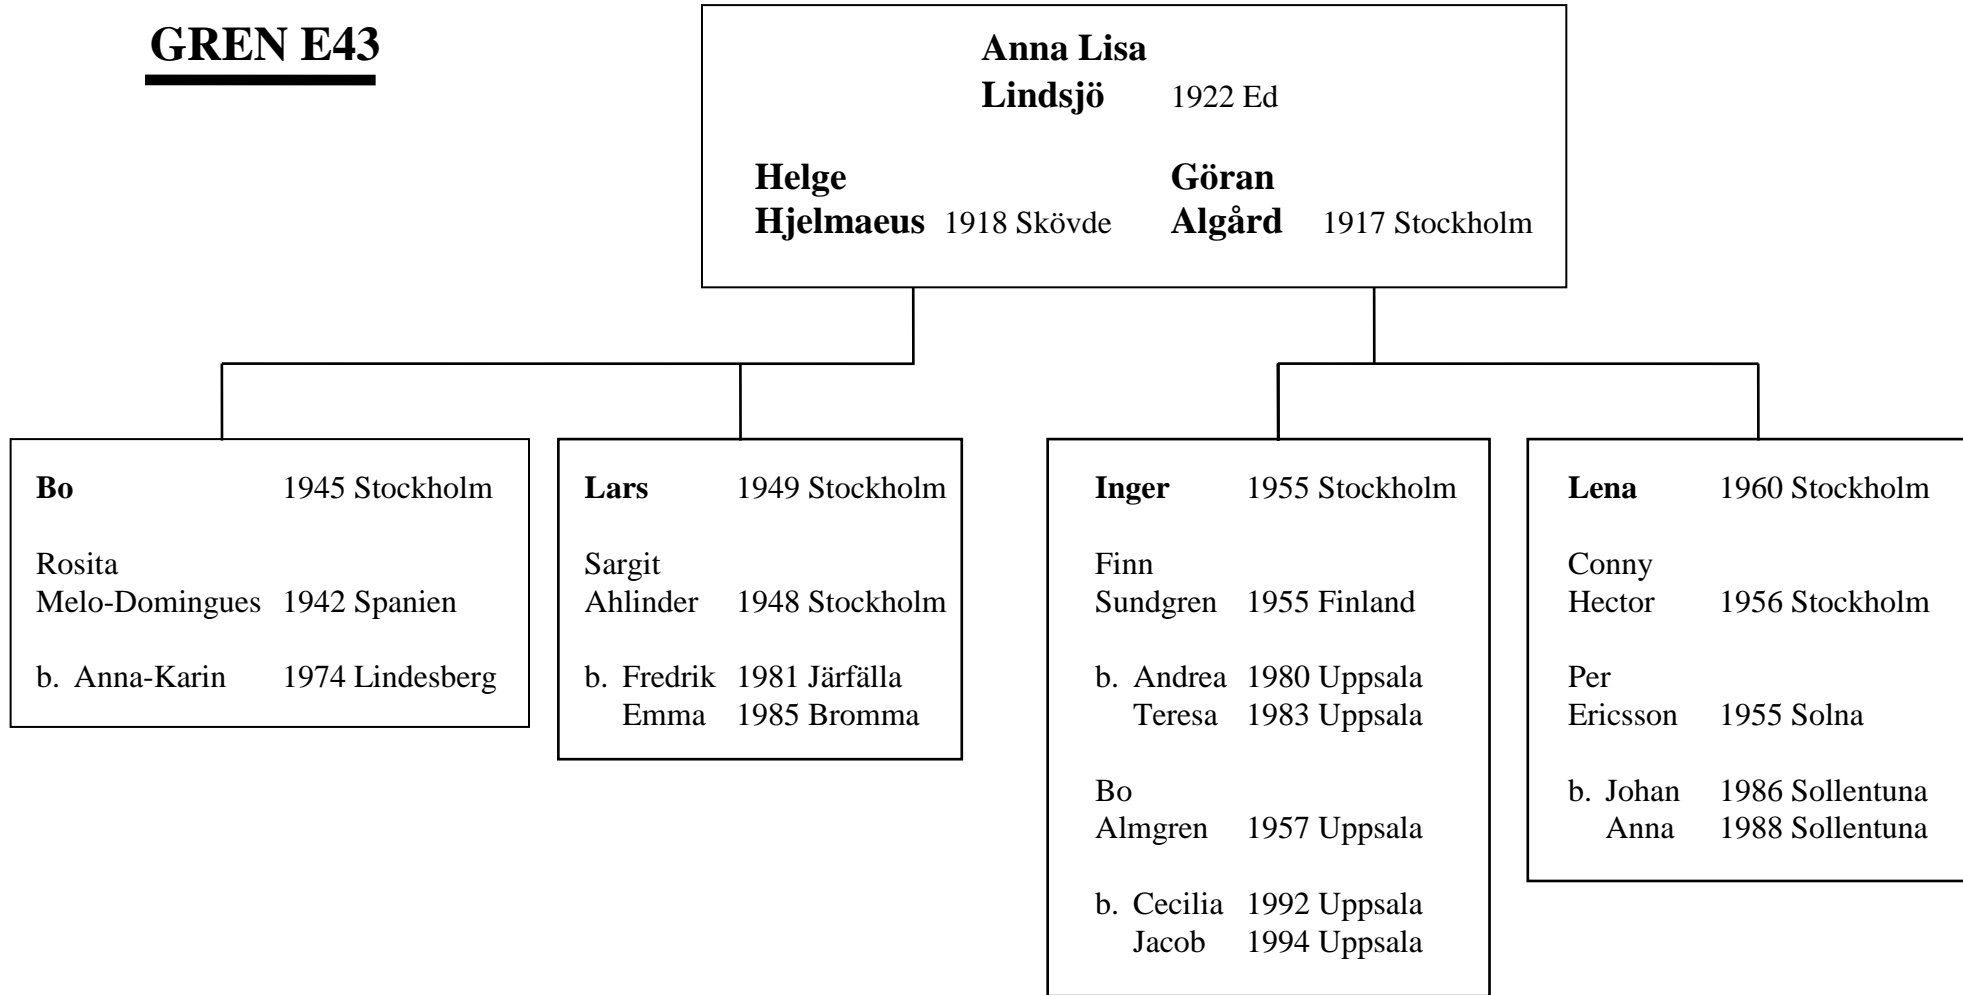 GREN E43
Anna Lisa
Lindsjö 1922 Ed
Helge Göran
Hjelmaeus 1918 Skövde Algård 1917 Stockholm
Bo 1945 Stockholm
Rosita
Melo-Domingues 1942 Spanien
b. Anna-Karin 1974 Lindesberg
Lars 1949 Stockholm
Sargit
Ahlinder 1948 Stockholm
b. Fredrik 1981 Järfälla
Emma 1985 Bromma
Inger 1955 Stockholm
Finn
Sundgren 1955 Finland
b. Andrea 1980 Uppsala
Teresa 1983 Uppsala
Bo
Almgren 1957 Uppsala
b. Cecilia 1992 Uppsala
Jacob 1994 Uppsala
Lena 1960 Stockholm
Conny
Hector 1956 Stockholm
Per
Ericsson 1955 Solna
b. Johan 1986 Sollentuna
Anna 1988 Sollentuna